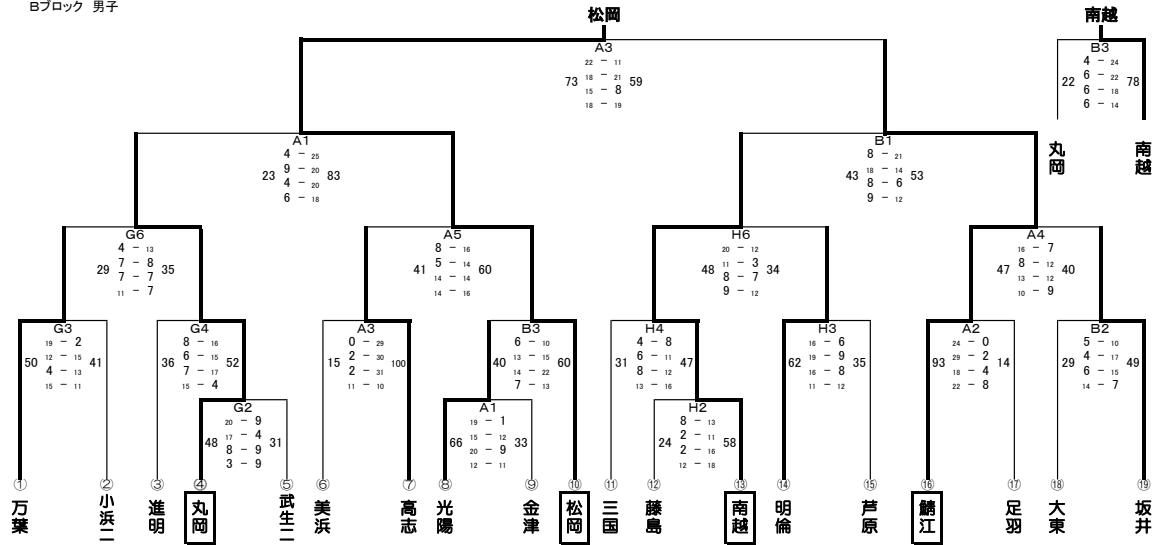 Bブロック 男子
松岡
南越
A3
22 - 11
18 - 21
15 - 8
18 - 19
73 59
B3
4 - 24
6 - 22
6 - 18
6 - 14
22 78
丸岡
南越
A1
4 - 25
9 - 20
4 - 20
6 - 18
23 83
B1
8 - 21
18 - 14
8 - 6
9 - 12
43 53
G6
4 - 13
7 - 8
7 - 7
11 - 7
29 35
A5
8 - 16
5 - 14
14 - 14
14 - 16
41 60
H6
20 - 12
11 - 3
8 - 7
9 - 12
48 34
A4
16 - 7
8 - 12
13 - 12
10 - 9
47 40
G3
19 - 2
12 - 15
4 - 13
15 - 11
50 41
G4
8 - 16
6 - 15
7 - 17
15 - 4
36 52
A3
0 - 29
2 - 30
2 - 31
11 - 10
15 100
B3
6 - 10
13 - 15
14 - 22
7 - 13
40 60
H4
4 - 8
6 - 11
8 - 12
13 - 16
31 47
H3
16 - 6
19 - 9
16 - 8
11 - 12
62 35
A2
24 - 0
29 - 2
18 - 4
22 - 8
93 14
B2
5 - 10
4 - 17
6 - 15
14 - 7
29 49
G2
20 - 9
17 - 4
8 - 9
3 - 9
48 31
A1
19 - 1
15 - 12
20 - 9
12 - 11
66 33
H2
8 - 13
2 - 11
2 - 16
12 - 18
24 58
① 万葉
② 小浜二
③ 進明
④ 丸岡
⑤ 武生二
⑥ 美浜
⑦ 高志
⑧ 光陽
⑨ 金津
⑩ 松岡
⑪ 三国
⑫ 藤島
⑬ 南越
⑭ 明倫
⑮ 芦原
⑯ 鯖江
⑰ 足羽
⑱ 大東
⑲ 坂井